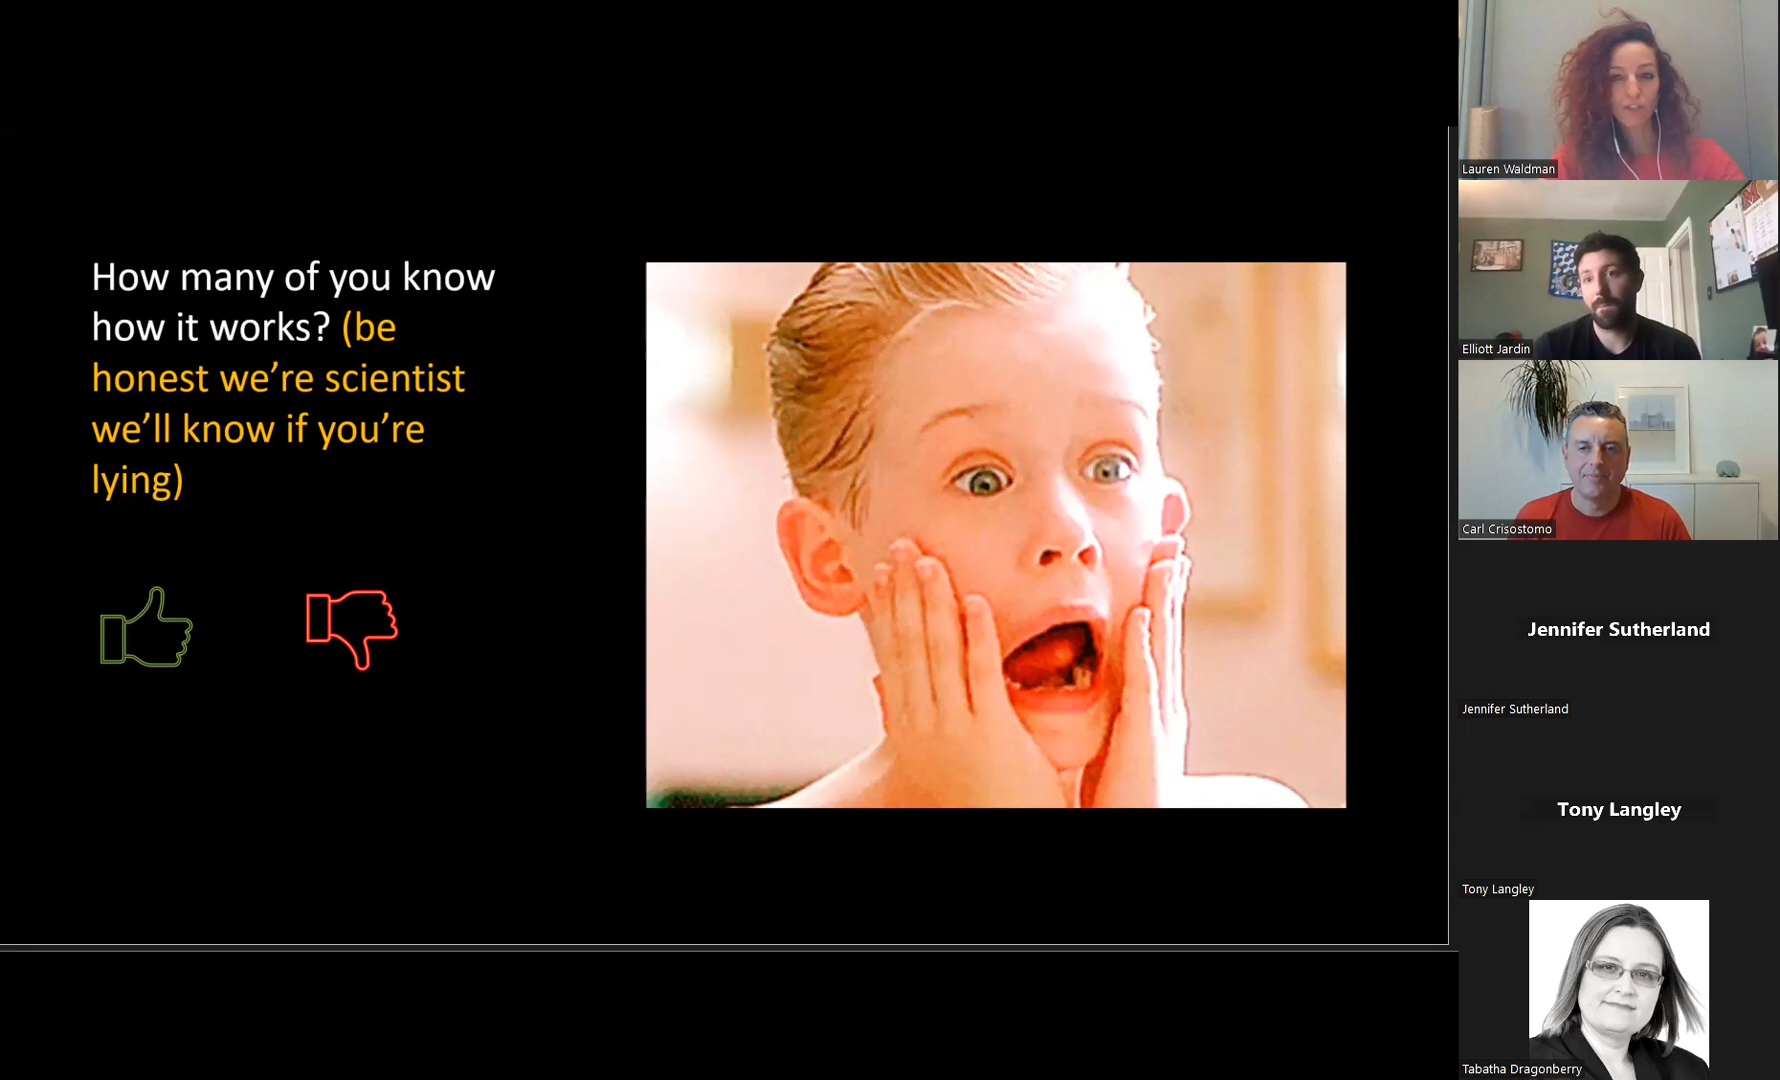 How many of you know
how it works? (be
honest we're scientist
we'll know if you're
lying)
Lauren Waldman
Elliott Jardin
Carl Crisostomo
Jennifer Sutherland
Jennifer Sutherland
Tony Langley
Tony Langley
Tabatha Dragonberry